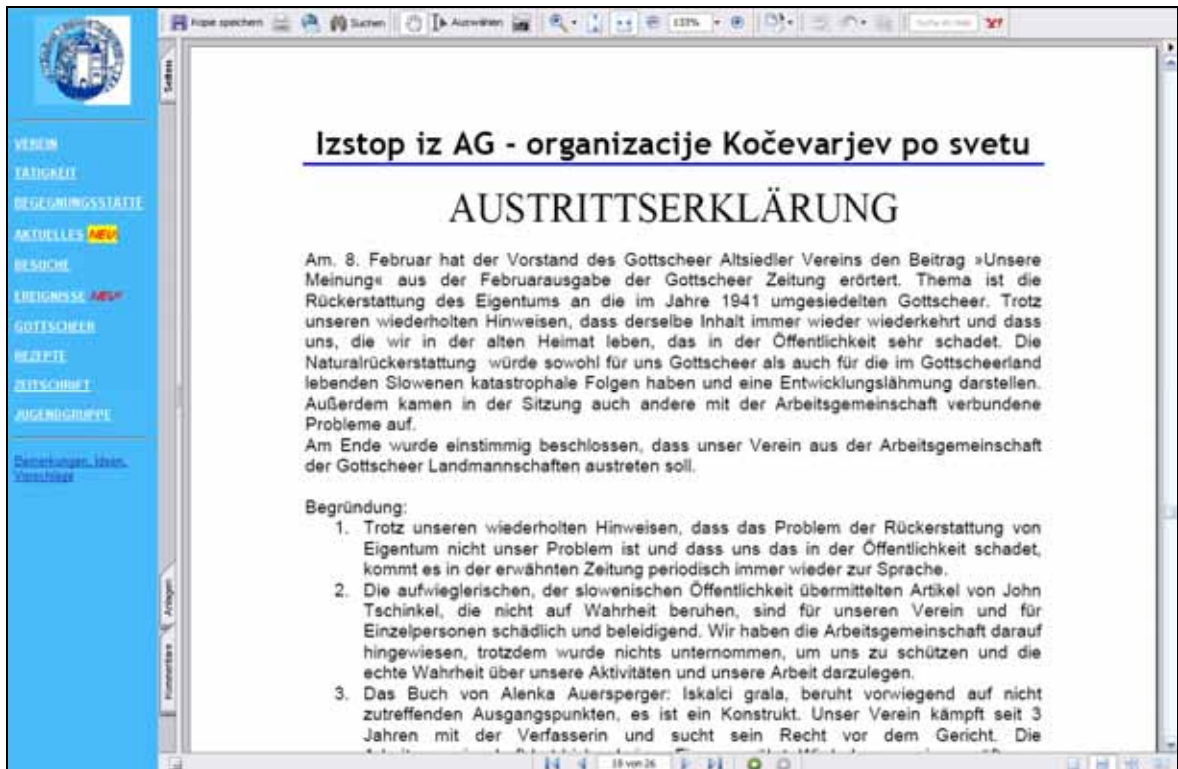 Kopie speichern
Suchen
Auswählen
133%
VEREIN
TÄTIGKEIT
BEGEGNUNGSSTÄTTE
AKTUELLES NEU!
BESUCHE
EREIGNISSE NEU!
GOTTSCHEER
REZEPTE
ZEITSCHRIFT
JUGENDGRUPPE
Bemerkungen, Ideen,
Vorschläge
Seiten
Anlagen
Kommentare
Izstop iz AG - organizacije Kočevarjev po svetu
AUSTRITTSERKLÄRUNG
Am. 8. Februar hat der Vorstand des Gottscheer Altsiedler Vereins den Beitrag »Unsere
Meinung« aus der Februarausgabe der Gottscheer Zeitung erörtert. Thema ist die
Rückerstattung des Eigentums an die im Jahre 1941 umgesiedelten Gottscheer. Trotz
unseren wiederholten Hinweisen, dass derselbe Inhalt immer wieder wiederkehrt und dass
uns, die wir in der alten Heimat leben, das in der Öffentlichkeit sehr schadet. Die
Naturalrückerstattung würde sowohl für uns Gottscheer als auch für die im Gottscheerland
lebenden Slowenen katastrophale Folgen haben und eine Entwicklungslähmung darstellen.
Außerdem kamen in der Sitzung auch andere mit der Arbeitsgemeinschaft verbundene
Probleme auf.
Am Ende wurde einstimmig beschlossen, dass unser Verein aus der Arbeitsgemeinschaft
der Gottscheer Landmannschaften austreten soll.
Begründung:
1. Trotz unseren wiederholten Hinweisen, dass das Problem der Rückerstattung von
Eigentum nicht unser Problem ist und dass uns das in der Öffentlichkeit schadet,
kommt es in der erwähnten Zeitung periodisch immer wieder zur Sprache.
2. Die aufwieglerischen, der slowenischen Öffentlichkeit übermittelten Artikel von John
Tschinkel, die nicht auf Wahrheit beruhen, sind für unseren Verein und für
Einzelpersonen schädlich und beleidigend. Wir haben die Arbeitsgemeinschaft darauf
hingewiesen, trotzdem wurde nichts unternommen, um uns zu schützen und die
echte Wahrheit über unsere Aktivitäten und unsere Arbeit darzulegen.
3. Das Buch von Alenka Auersperger: Iskalci grala, beruht vorwiegend auf nicht
zutreffenden Ausgangspunkten, es ist ein Konstrukt. Unser Verein kämpft seit 3
Jahren mit der Verfasserin und sucht sein Recht vor dem Gericht. Die
18 von 26